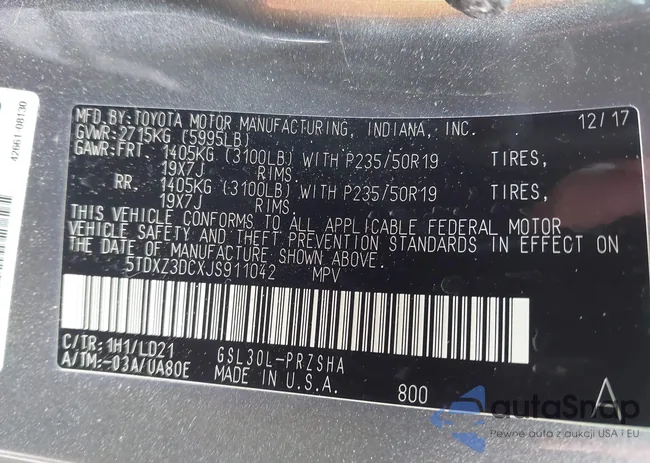 42661-08130
MFD.BY:TOYOTA MOTOR MANUFACTURING, INDIANA, INC. 12/17
GVWR:2715KG (5995LB)
GAWR:FRT 1405KG (3100LB) WITH P235/50R19 TIRES,
19X7J RIMS.
RR. 1405KG (3100LB) WITH P235/50R19 TIRES,
19X7J RIMS.
THIS VEHICLE CONFORMS TO ALL APPLICABLE FEDERAL MOTOR
VEHICLE SAFETY AND THEFT PREVENTION STANDARDS IN EFFECT ON
THE DATE OF MANUFACTURE SHOWN ABOVE.
5TDXZ3DCXJS911042 MPV
C/TR:1H1/LD21 GSL30L-PRZSHA
A/TM:-03A/UA80E MADE IN U.S.A. 800 A
autoSnap
Pewne auta z aukcji USA i EU